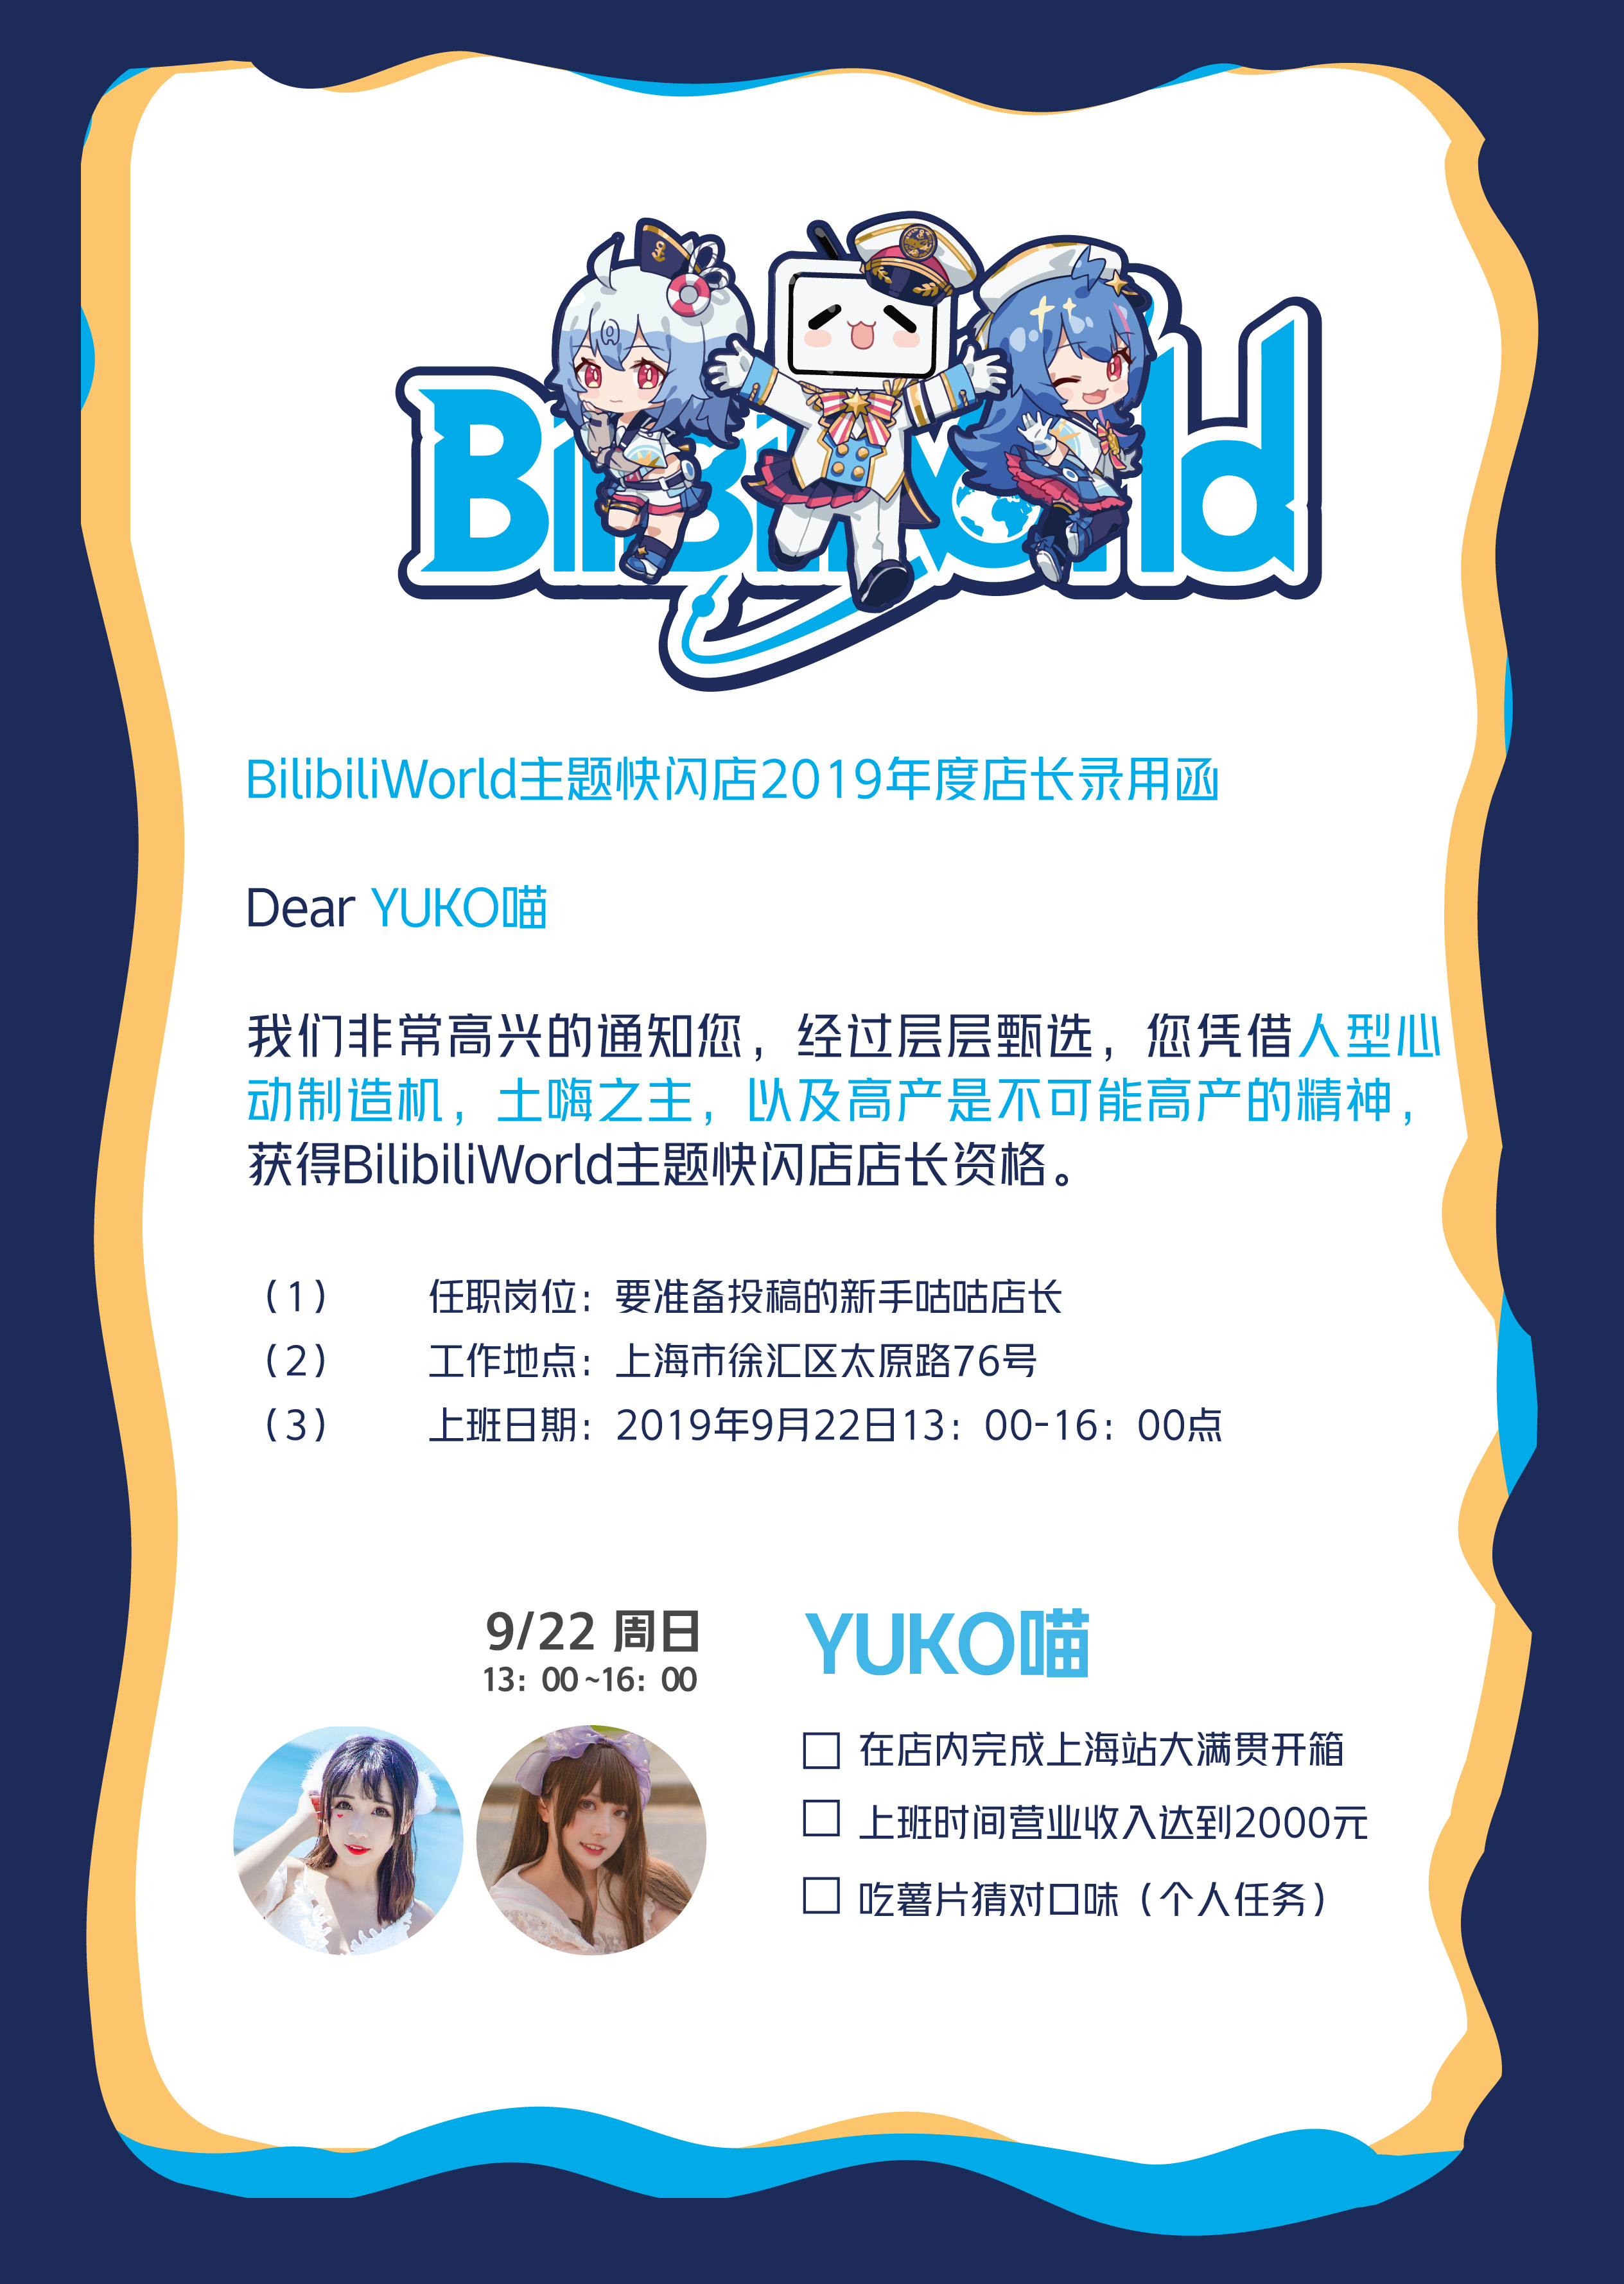 BiliBiliWorld
BilibiliWorld主题快闪店2019年度店长录用函
Dear YUKO喵
我们非常高兴的通知您，经过层层甄选，您凭借人型心
动制造机，土嗨之主，以及高产是不可能高产的精神，
获得BilibiliWorld主题快闪店店长资格。
（1） 任职岗位：要准备投稿的新手咕咕店长
（2） 工作地点：上海市徐汇区太原路76号
（3） 上班日期：2019年9月22日13：00-16：00点
9/22 周日
13：00~16：00
YUKO喵
在店内完成上海站大满贯开箱
上班时间营业收入达到2000元
吃薯片猜对口味（个人任务）